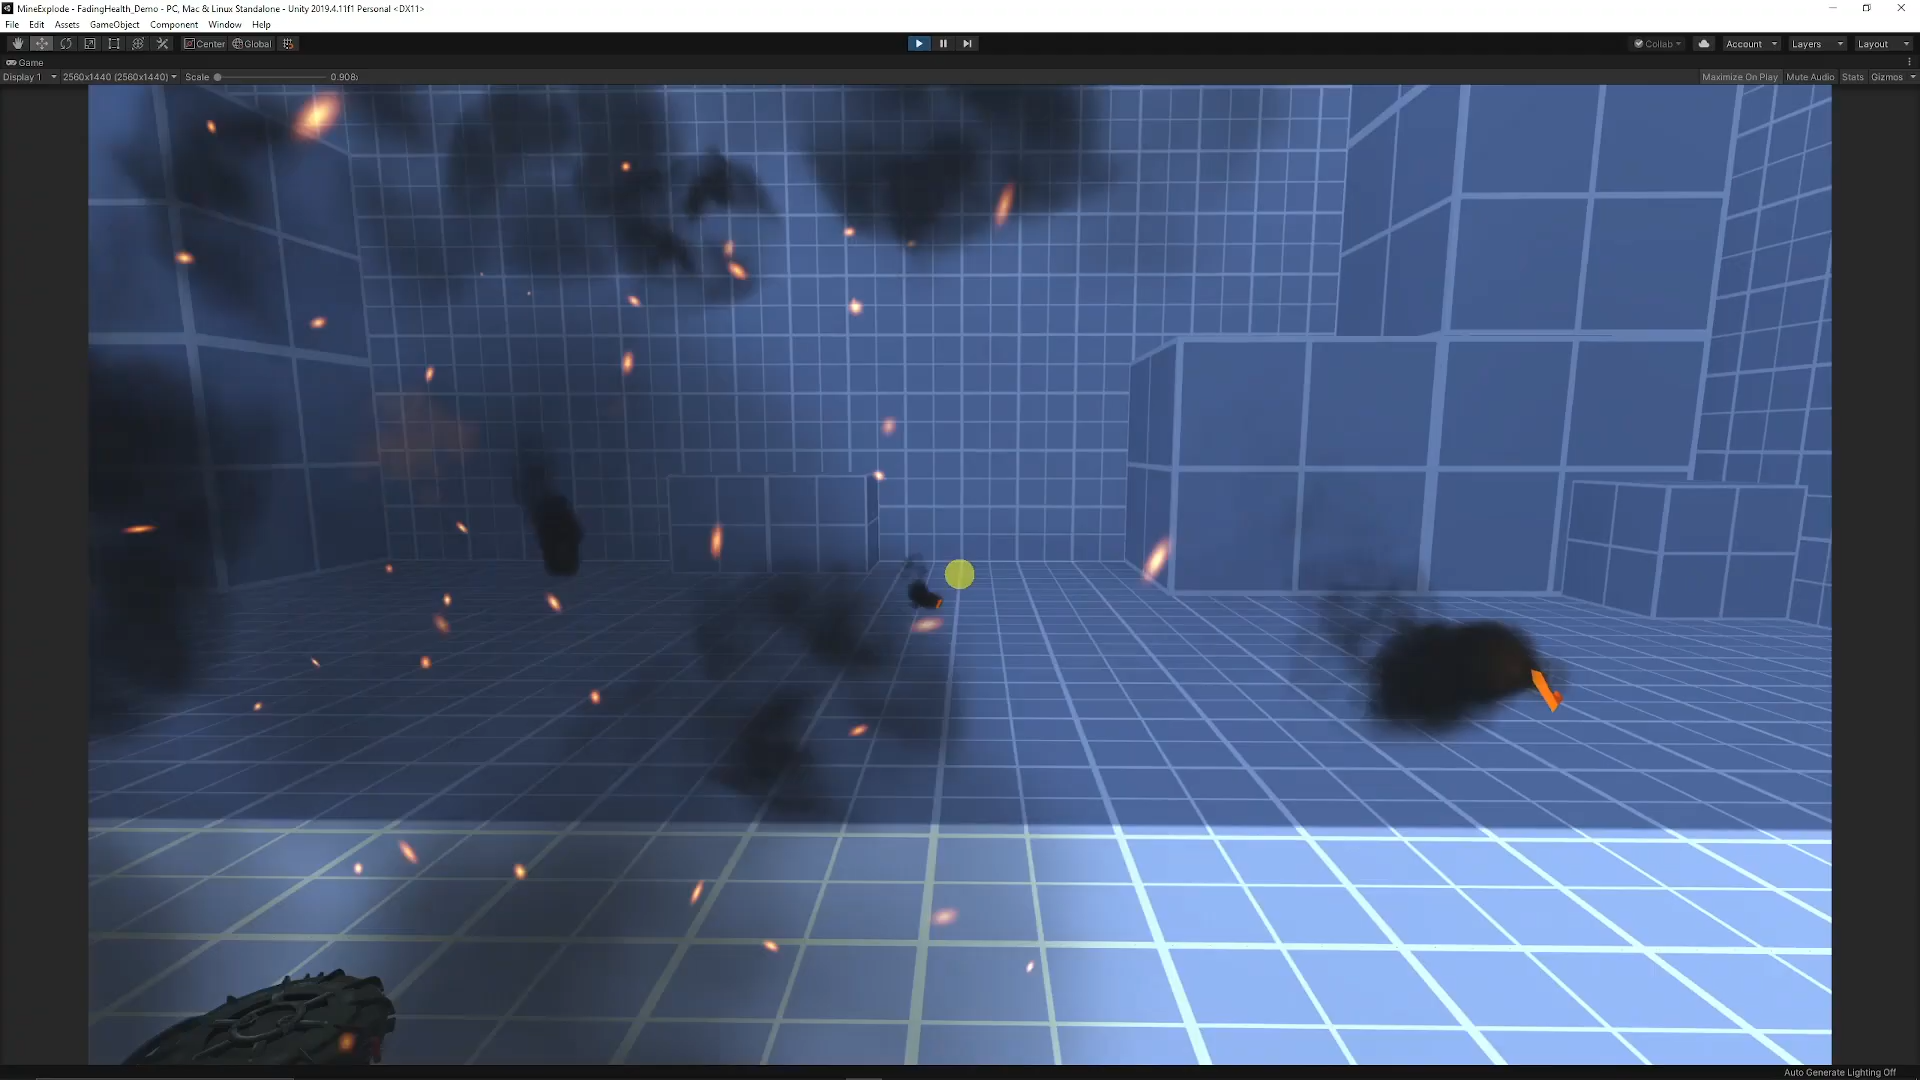 MineExplode - FadingHealth_Demo - PC, Mac & Linux Standalone - Unity 2019.4.11f1 Personal <DX11>
File Edit Assets GameObject Component Window Help
Center Global Collab Account Layers Layout
Game
Display 1 2560x1440 (2560x1440) Scale 0.908x Maximize On Play Mute Audio Stats Gizmos
Auto Generate Lighting Off